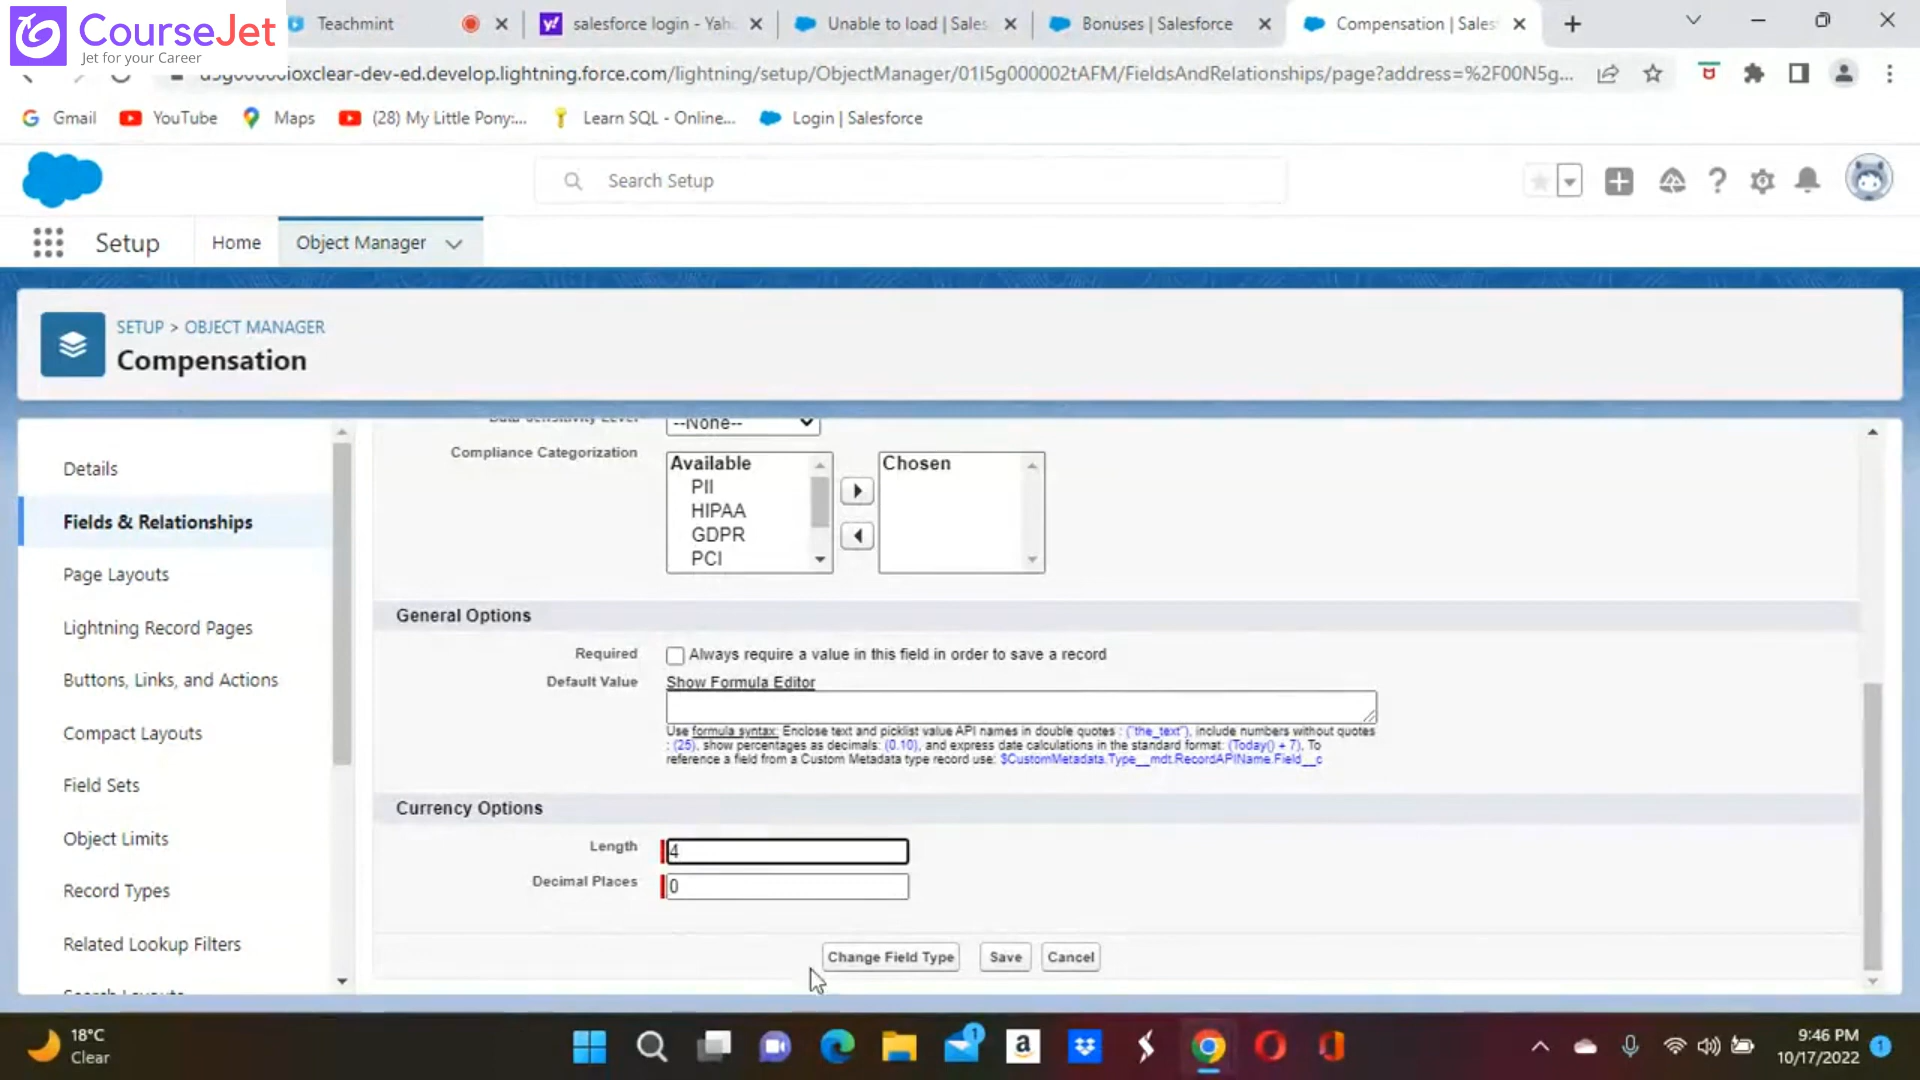 CourseJet
Jet for your Career
Teachmint
salesforce login - Yah
Unable to load | Sales
Bonuses | Salesforce
Compensation | Sales
ioxclear-dev-ed.develop.lightning.force.com/lightning/setup/ObjectManager/01I5g000002tAFM/FieldsAndRelationships/page?address=%2F00N5g...
Gmail
YouTube
Maps
(28) My Little Pony:...
Learn SQL - Online...
Login | Salesforce
Search Setup
Setup
Home
Object Manager
SETUP > OBJECT MANAGER
Compensation
Details
Fields & Relationships
Page Layouts
Lightning Record Pages
Buttons, Links, and Actions
Compact Layouts
Field Sets
Object Limits
Record Types
Related Lookup Filters
Data Sensitivity Level
--None--
Compliance Categorization
Available
PII
HIPAA
GDPR
PCI
Chosen
General Options
Required
Always require a value in this field in order to save a record
Default Value
Show Formula Editor
Use formula syntax: Enclose text and picklist value API names in double quotes : ("the_text"), include numbers without quotes
: (25), show percentages as decimals: (0.10), and express date calculations in the standard format: (Today() + 7), To
reference a field from a Custom Metadata type record use: $CustomMetadata.Type__mdt.RecordAPIName.Field__c
Currency Options
Length
4
Decimal Places
0
Change Field Type
Save
Cancel
18°C
Clear
1
9:46 PM
10/17/2022
1